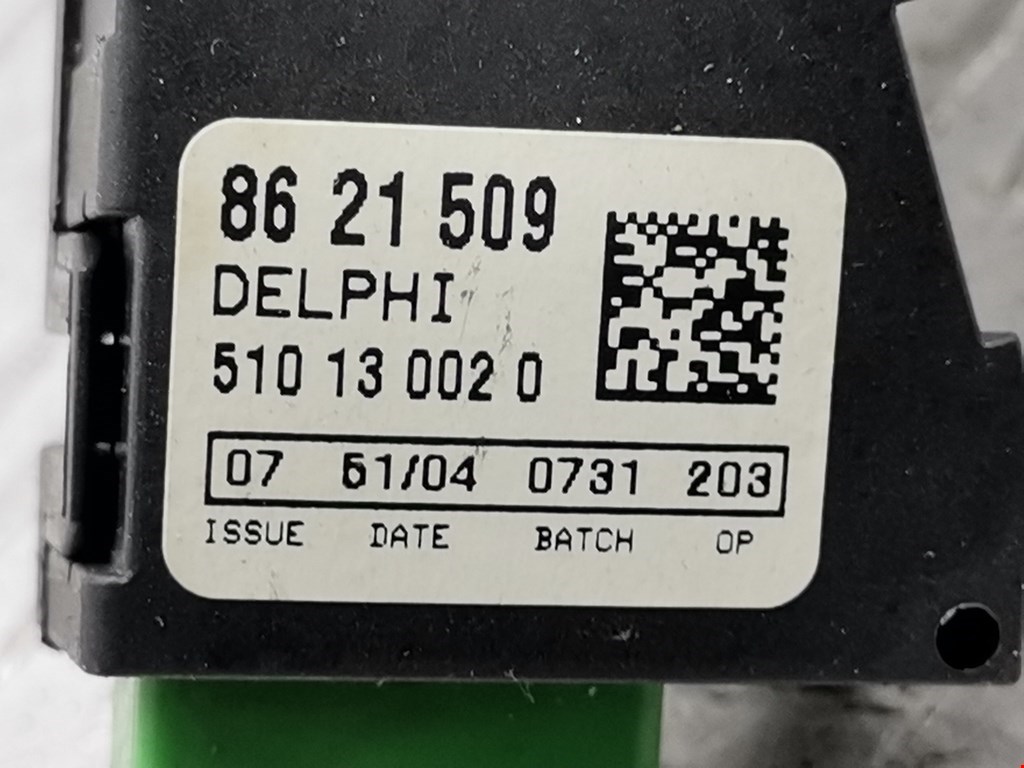 86 21 509
DELPHI
510 13 002 0
07 51/04 0731 203
ISSUE DATE BATCH OP